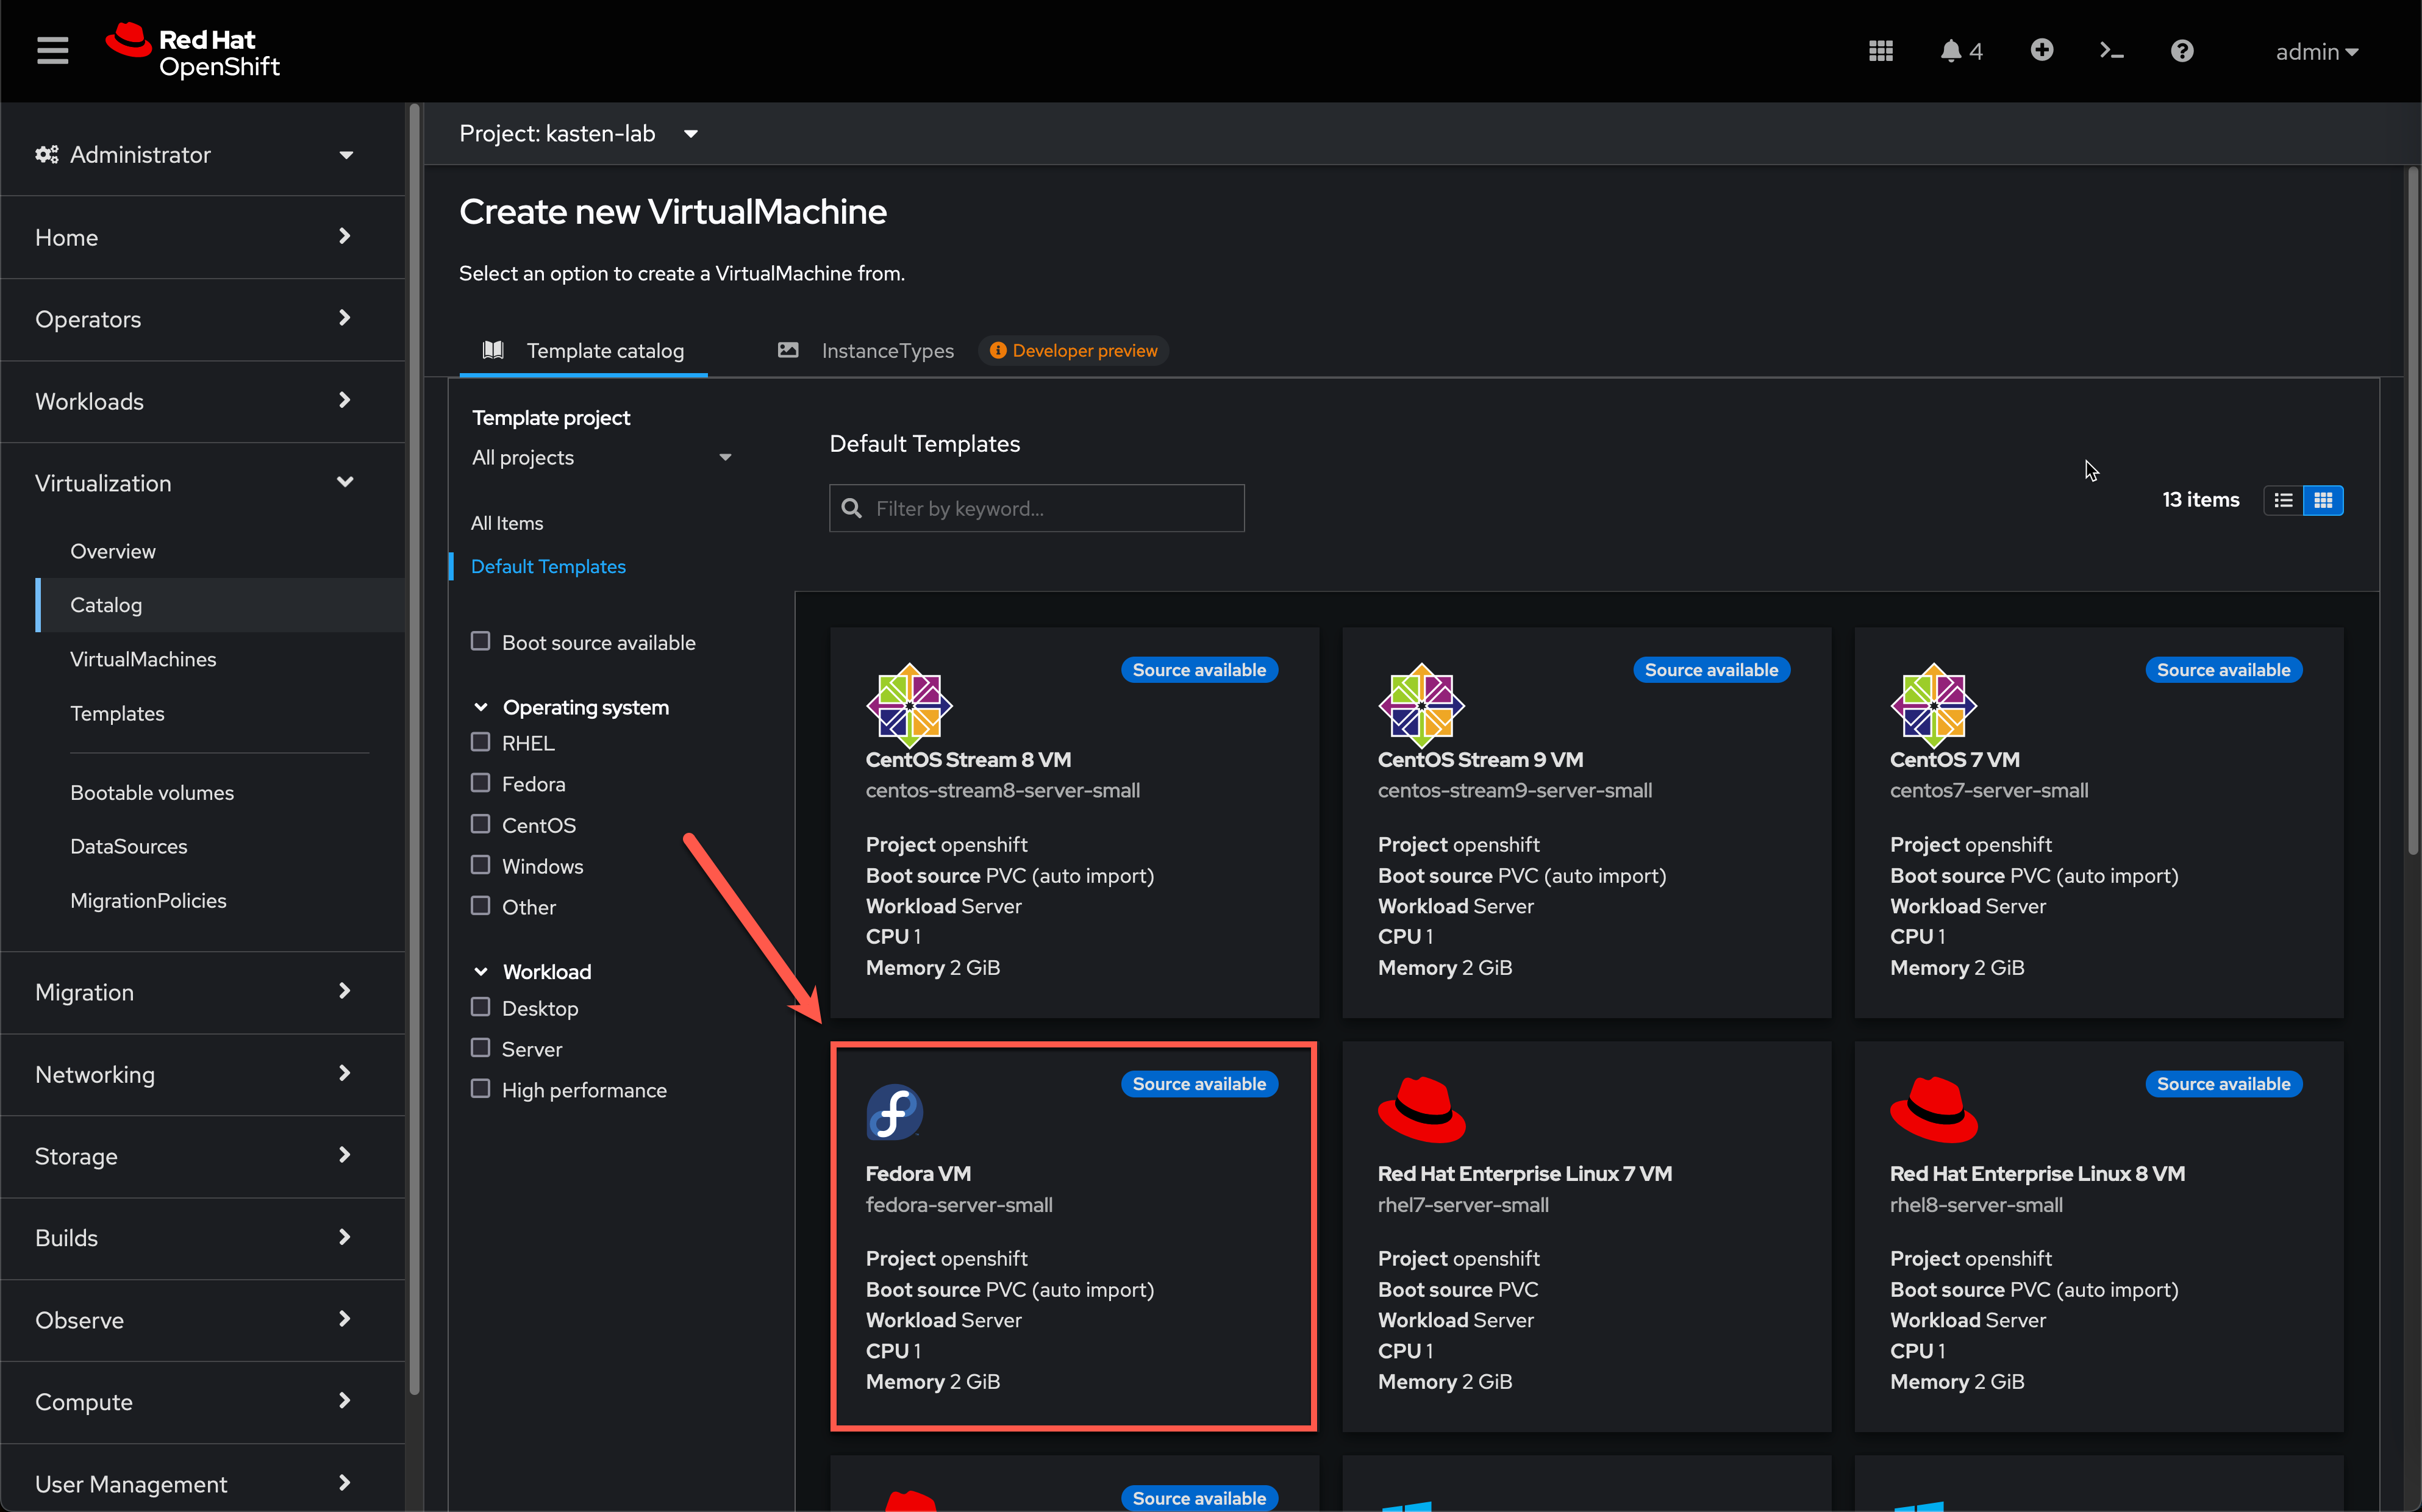 Red Hat
OpenShift
4
admin
Administrator
Home
Operators
Workloads
Virtualization
Overview
Catalog
VirtualMachines
Templates
Bootable volumes
DataSources
MigrationPolicies
Migration
Networking
Storage
Builds
Observe
Compute
User Management
Project: kasten-lab
Create new VirtualMachine
Select an option to create a VirtualMachine from.
Template catalog
InstanceTypes
Developer preview
Template project
All projects
All Items
Default Templates
Boot source available
Operating system
RHEL
Fedora
CentOS
Windows
Other
Workload
Desktop
Server
High performance
Default Templates
Filter by keyword...
13 items
Source available
CentOS Stream 8 VM
centos-stream8-server-small
Project openshift
Boot source PVC (auto import)
Workload Server
CPU 1
Memory 2 GiB
Source available
CentOS Stream 9 VM
centos-stream9-server-small
Project openshift
Boot source PVC (auto import)
Workload Server
CPU 1
Memory 2 GiB
Source available
CentOS 7 VM
centos7-server-small
Project openshift
Boot source PVC (auto import)
Workload Server
CPU 1
Memory 2 GiB
Source available
Fedora VM
fedora-server-small
Project openshift
Boot source PVC (auto import)
Workload Server
CPU 1
Memory 2 GiB
Red Hat Enterprise Linux 7 VM
rhel7-server-small
Project openshift
Boot source PVC
Workload Server
CPU 1
Memory 2 GiB
Source available
Red Hat Enterprise Linux 8 VM
rhel8-server-small
Project openshift
Boot source PVC (auto import)
Workload Server
CPU 1
Memory 2 GiB
Source available